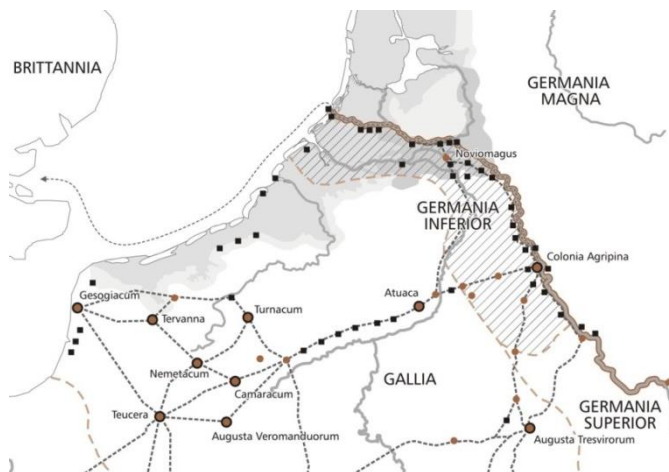 BRITTANNIA
GERMANIA
MAGNA
Noviomagus
GERMANIA
INFERIOR
Colonia Agripina
Gesogiacum
Atuaca
Tervanna
Turnacum
Nemetacum
Camaracum
GALLIA
Teucera
Augusta Veromanduorum
GERMANIA
SUPERIOR
Augusta Tresvirorum